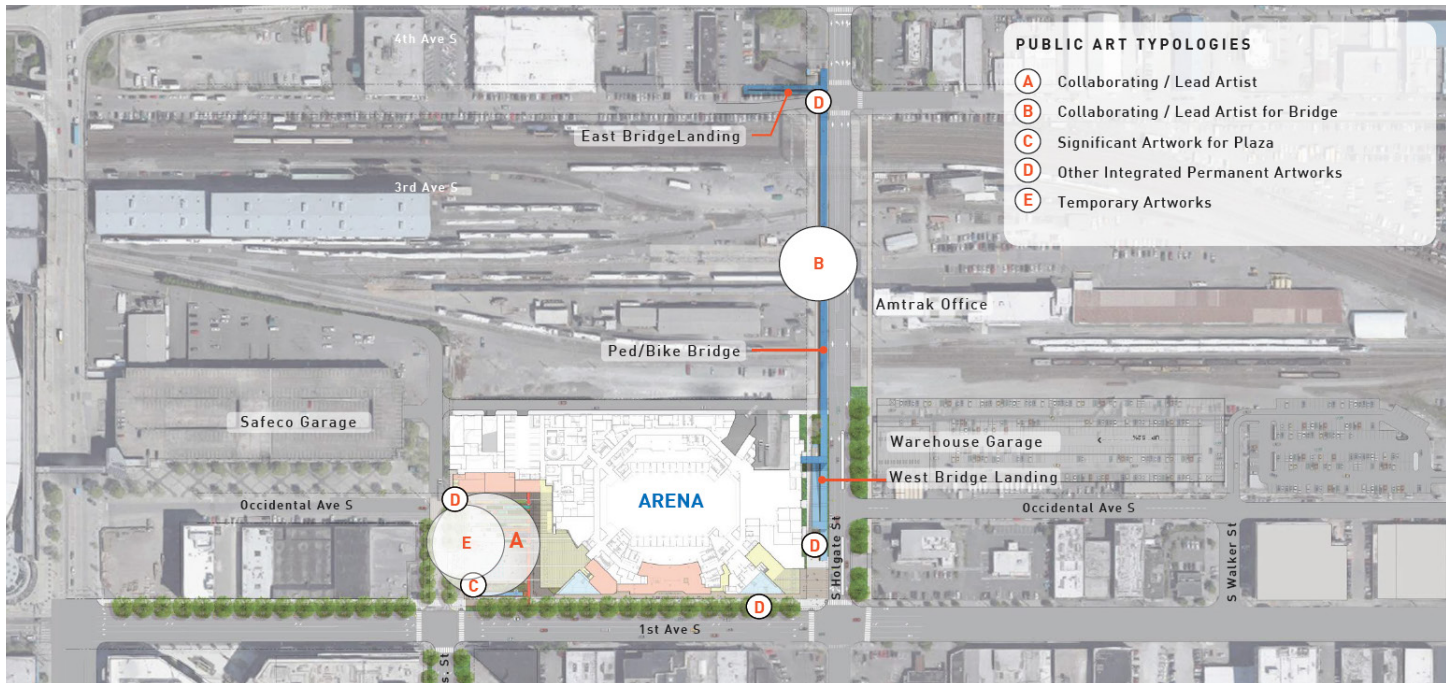 4th Ave S
PUBLIC ART TYPOLOGIES
A Collaborating / Lead Artist
B Collaborating / Lead Artist for Bridge
C Significant Artwork for Plaza
D Other Integrated Permanent Artworks
E Temporary Artworks
D
East BridgeLanding
3rd Ave S
B
Amtrak Office
Ped/Bike Bridge
Safeco Garage
Warehouse Garage
West Bridge Landing
ARENA
D
Occidental Ave S
Occidental Ave S
E
A
D
C
D
S Holgate St
S Walker St
1st Ave S
s. St